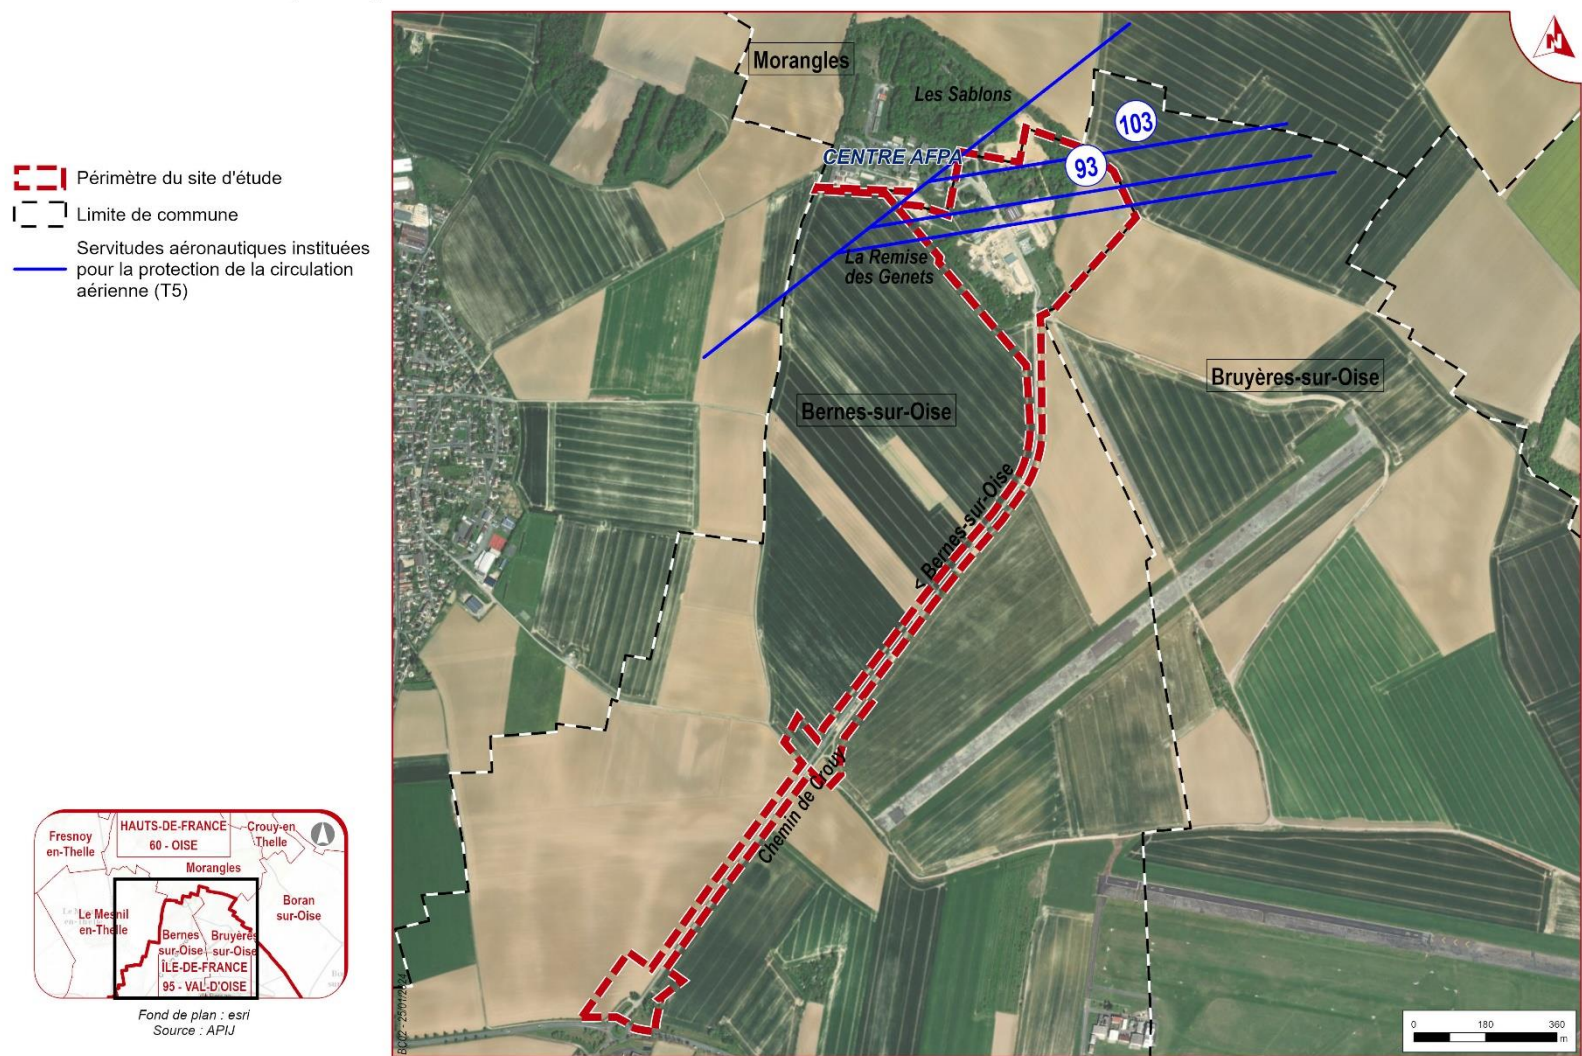 Périmètre du site d'étude
Limite de commune
Servitudes aéronautiques instituées
pour la protection de la circulation
aérienne (T5)
N
Morangles
Les Sablons
103
CENTRE AFPA
93
La Remise
des Genets
Bruyères-sur-Oise
Bernes-sur-Oise
< Bernes-sur-Oise
Chemin de Crouy
HAUTS-DE-FRANCE
60 - OISE
Fresnoy
en-Thelle
Crouy-en
Thelle
Morangles
Boran
sur-Oise
Le Mesnil
en-Thelle
Bernes
sur-Oise
Bruyères
sur-Oise
ÎLE-DE-FRANCE
95 - VAL-D'OISE
Fond de plan : esri
Source : APIJ
25/01/2024
0 180 360
m